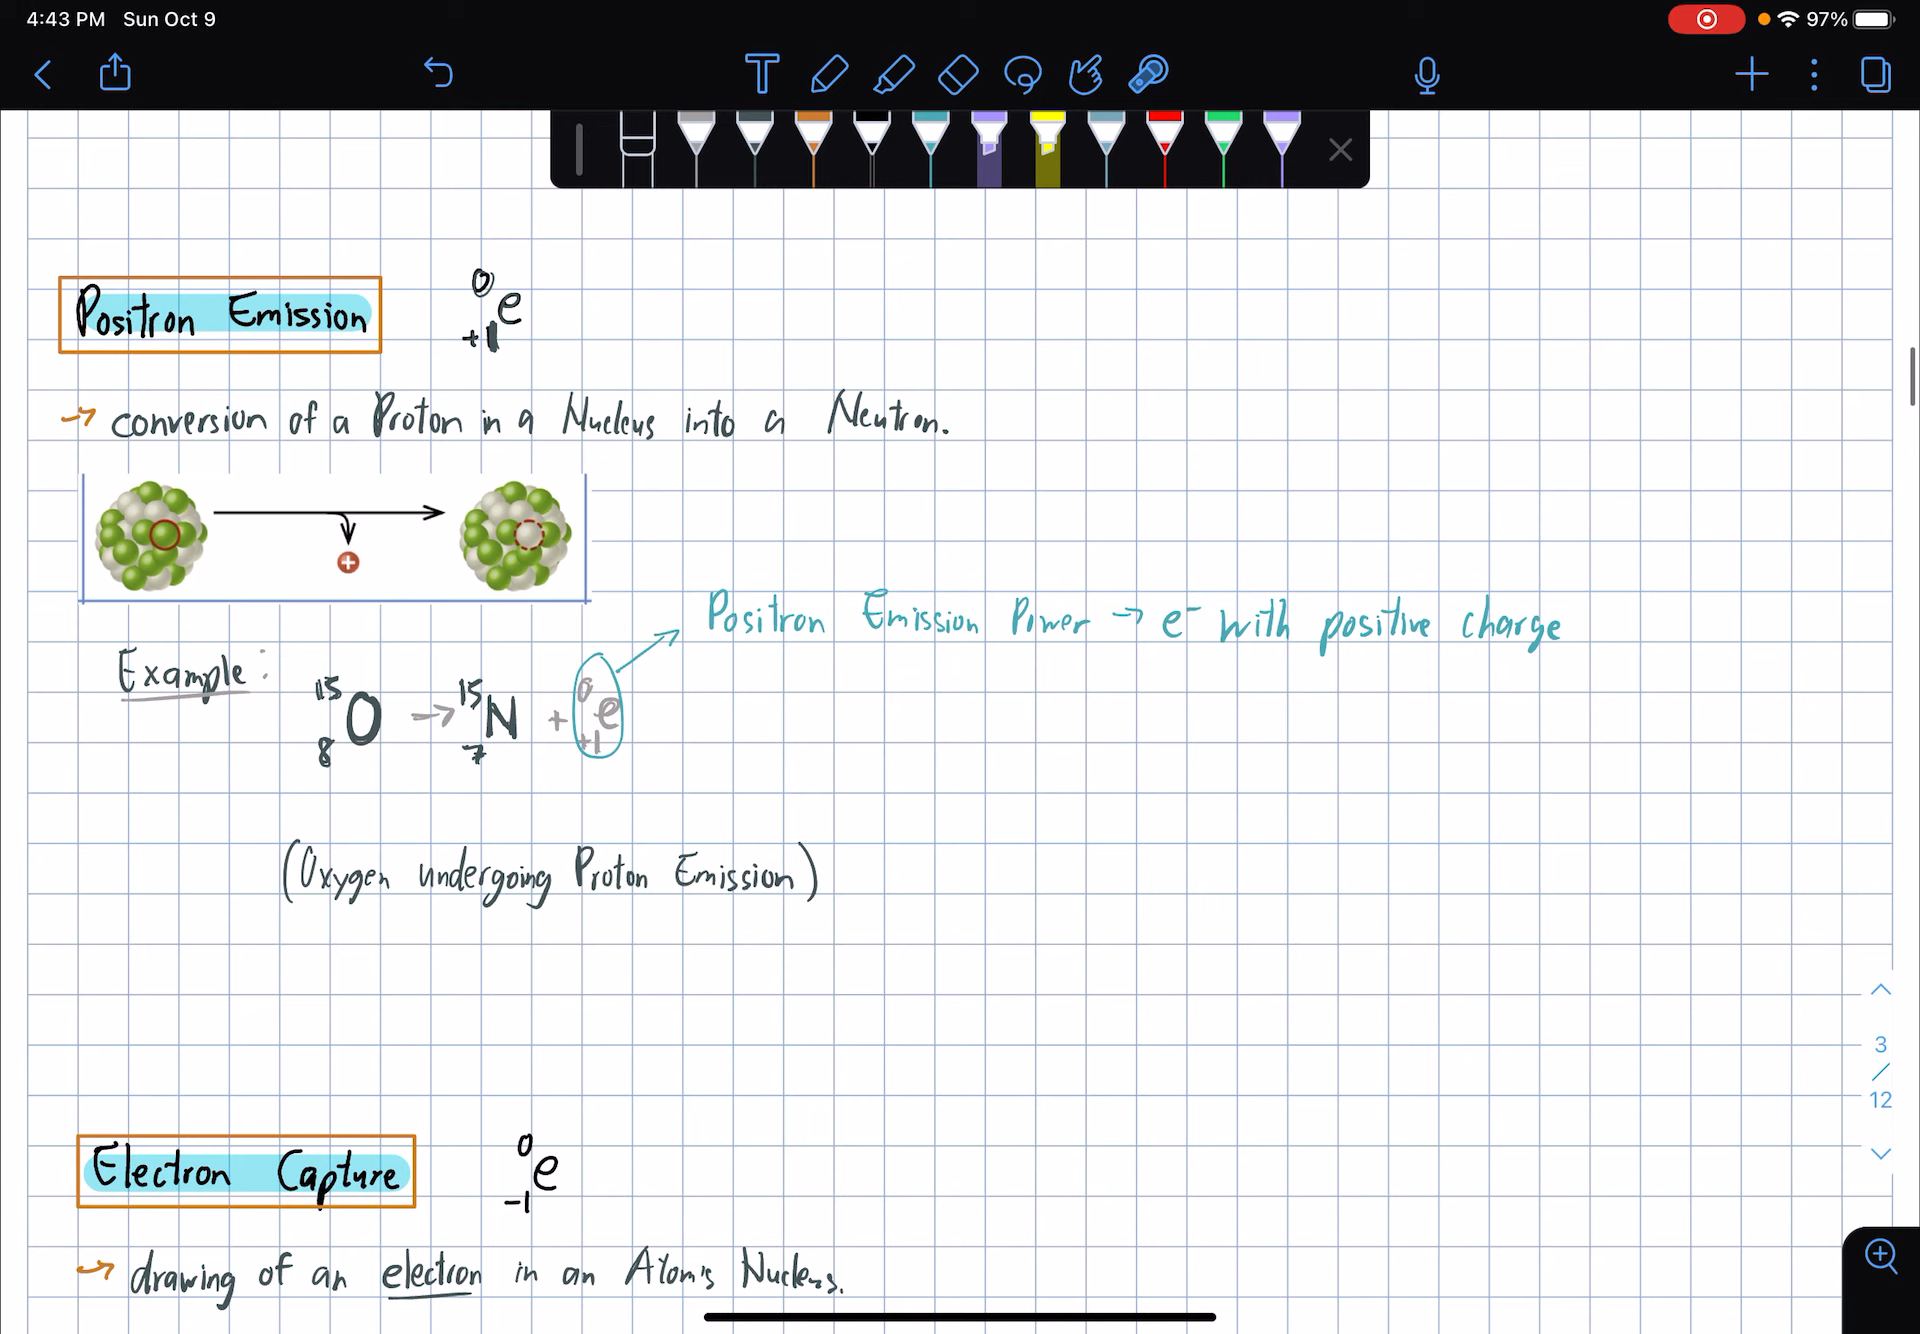 4:43 PM Sun Oct 9
97%
T
Positron Emission 0 +1 e
→ conversion of a Proton in a Nucleus into a Neutron.
+
Positron Emission Power → e⁻ with positive charge
Example:
15 8 O → 15 7 N + 0 +1 e
(Oxygen undergoing Proton Emission)
3
/
12
Electron Capture 0 -1 e
→ drawing of an electron in an Atom's Nucleus.